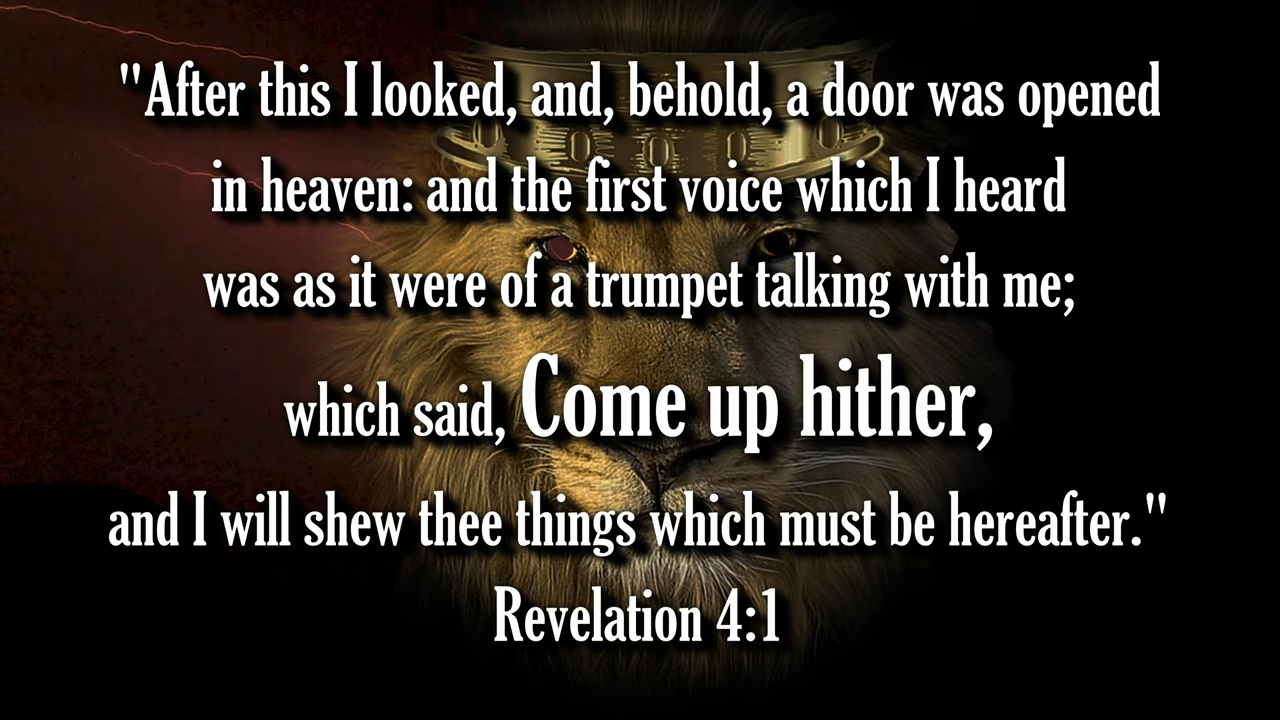 "After this I looked, and, behold, a door was opened
in heaven: and the first voice which I heard
was as it were of a trumpet talking with me;
which said, Come up hither,
and I will shew thee things which must be hereafter."
Revelation 4:1